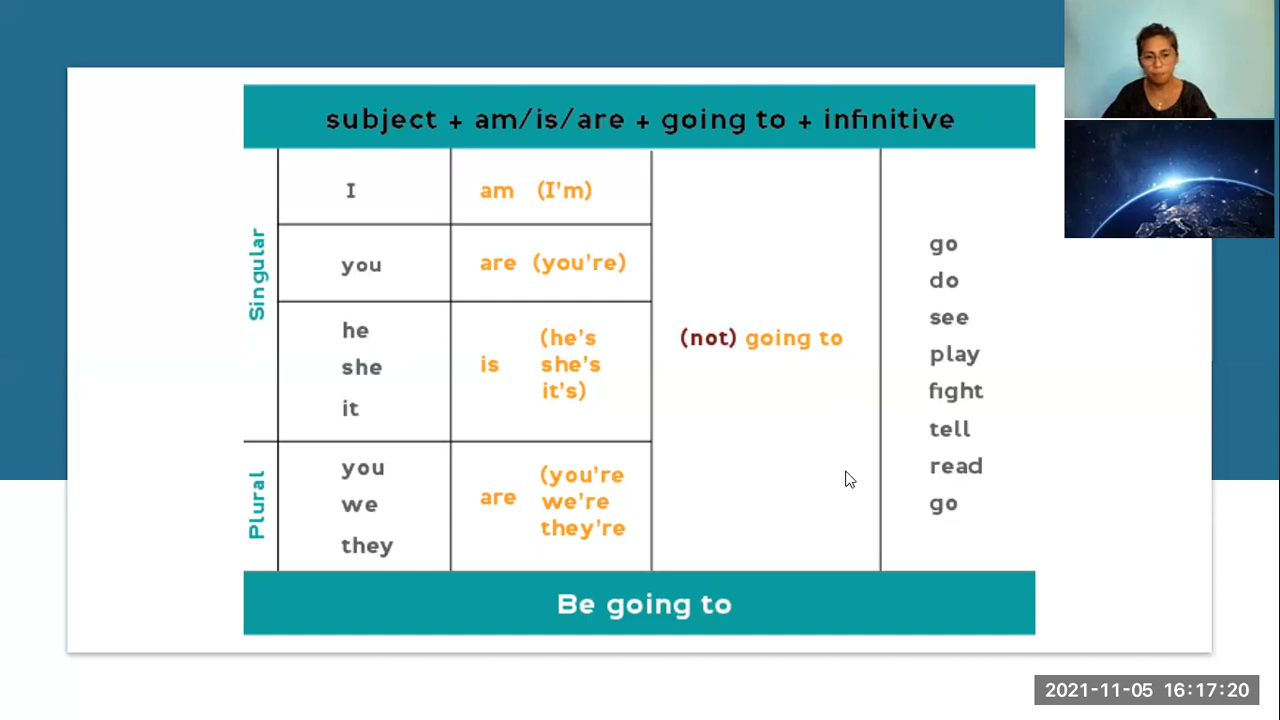 subject + am/is/are + going to + infinitive
Singular
I
am (I'm)
you
are (you're)
he
she
it
is
(he's
she's
it's)
(not) going to
go
do
see
play
fight
tell
read
go
Plural
you
we
they
are
(you're
we're
they're
Be going to
2021-11-05 16:17:20